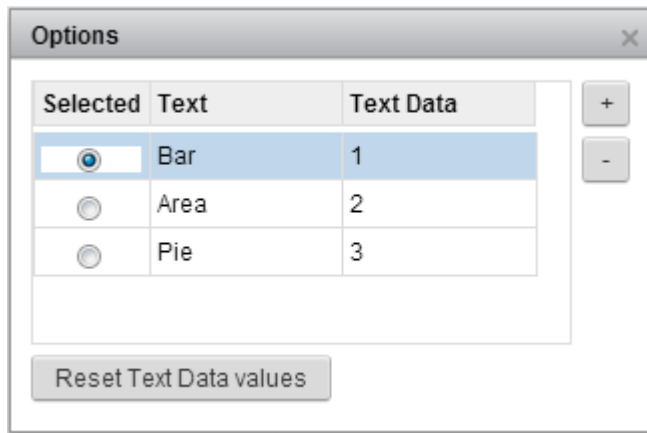 Options ×
Selected Text Text Data +
Bar 1 -
Area 2
Pie 3
Reset Text Data values